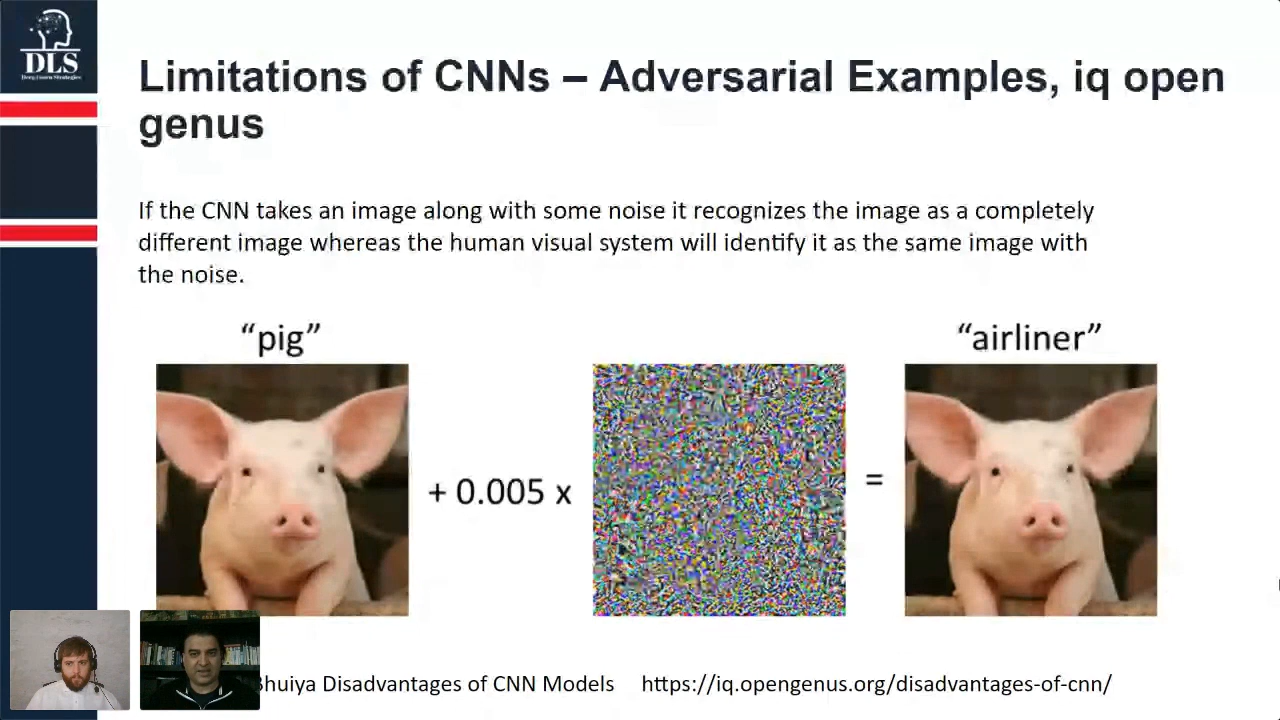 DLS
Deep Learn Strategies
Limitations of CNNs – Adversarial Examples, iq open
genus
If the CNN takes an image along with some noise it recognizes the image as a completely
different image whereas the human visual system will identify it as the same image with
the noise.
“pig”
“airliner”
+ 0.005 x
=
Bhuiya Disadvantages of CNN Models https://iq.opengenus.org/disadvantages-of-cnn/